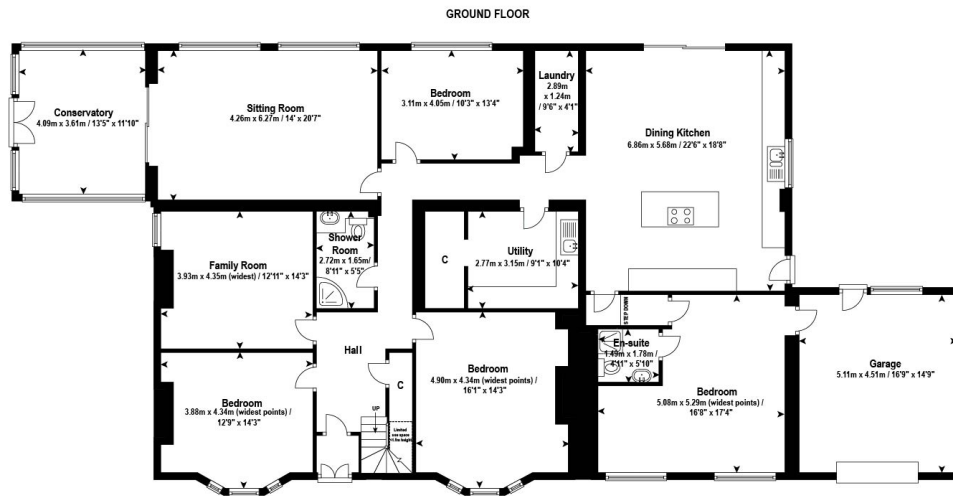 GROUND FLOOR
Conservatory
4.09m x 3.61m / 13'5" x 11'10"
Sitting Room
4.26m x 6.27m / 14' x 20'7"
Bedroom
3.11m x 4.05m / 10'3" x 13'4"
Laundry
2.89m
x 1.24m
/ 9'6" x 4'1"
Dining Kitchen
6.86m x 5.68m / 22'6" x 18'8"
Family Room
3.93m x 4.35m (widest) / 12'11" x 14'3"
Shower
Room
2.72m x 1.65m/
8'11" x 5'5"
C
Utility
2.77m x 3.15m / 9'1" x 10'4"
STEP DOWN
Hall
C
UP
Limited
use space
Bedroom
3.88m x 4.34m (widest points) /
12'9" x 14'3"
Bedroom
4.90m x 4.34m (widest points) /
16'1" x 14'3"
En-suite
1.49m x 1.78m /
4'11" x 5'10"
Bedroom
5.08m x 5.29m (widest points) /
16'8" x 17'4"
Garage
5.11m x 4.51m / 16'9" x 14'9"